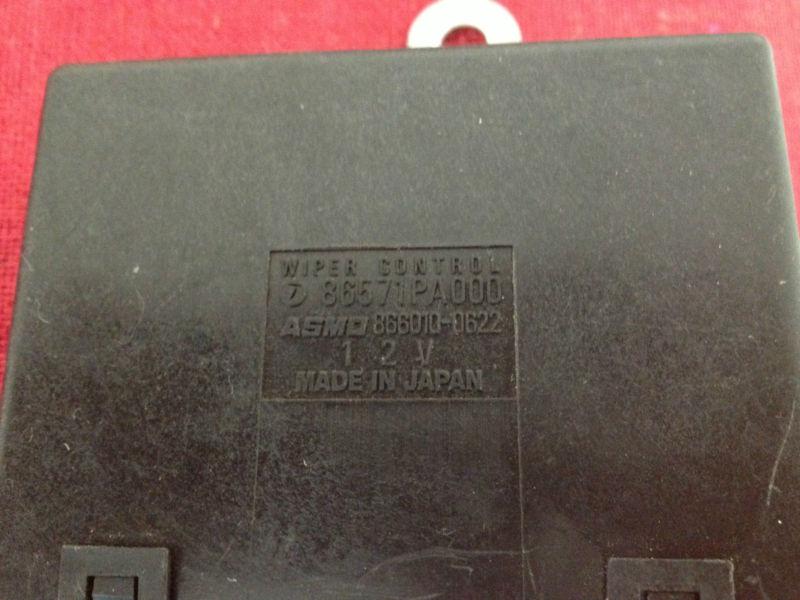 WIPER CONTROL
86571PA000
ASMO 866010-0622
12V
MADE IN JAPAN